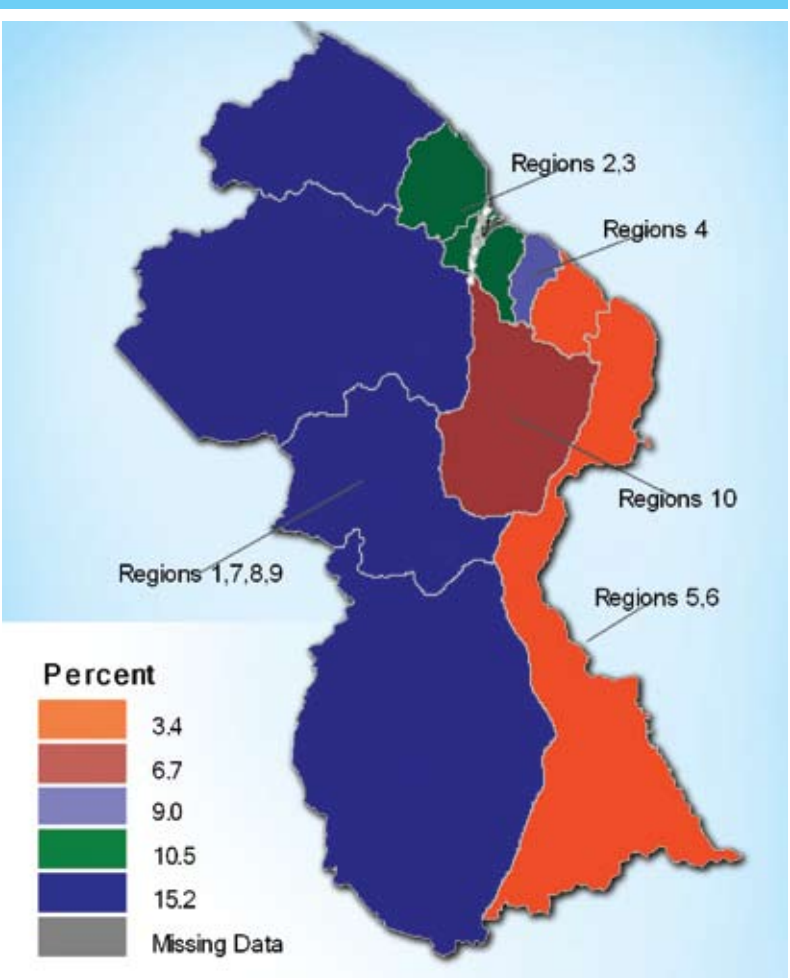 Regions 2,3
Regions 4
Regions 10
Regions 1,7,8,9
Regions 5,6
Percent
3.4
6.7
9.0
10.5
15.2
Missing Data